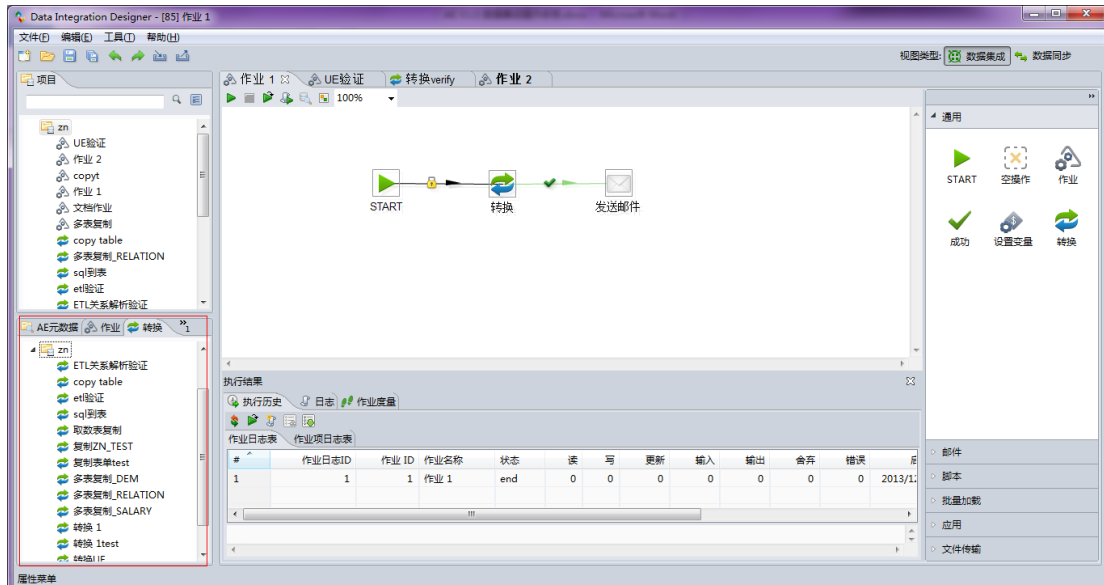 Data Integration Designer - [85] 作业 1
文件(F) 编辑(E) 工具(T) 帮助(H)
视图类型: 数据集成 数据同步
项目
zn
UE验证
作业 2
copyt
作业 1
文档作业
多表复制
copy table
多表复制_RELATION
sql到表
etl验证
ETL关系解析验证
AE元数据 作业 转换 »1
zn
ETL关系解析验证
copy table
etl验证
sql到表
取数表复制
复制ZN_TEST
复制表单test
多表复制_DEM
多表复制_RELATION
多表复制_SALARY
转换 1
转换 1test
转换UE
作业 1 UE验证 转换verify 作业 2
100%
START 转换 发送邮件
执行结果
执行历史 日志 作业度量
作业日志表 作业项日志表
# 作业日志ID 作业 ID 作业名称 状态 读 写 更新 输入 输出 舍弃 错误
1 1 1 作业 1 end 0 0 0 0 0 0 0 2013/12
通用
START 空操作 作业
成功 设置变量 转换
邮件
脚本
批量加载
应用
文件传输
属性菜单